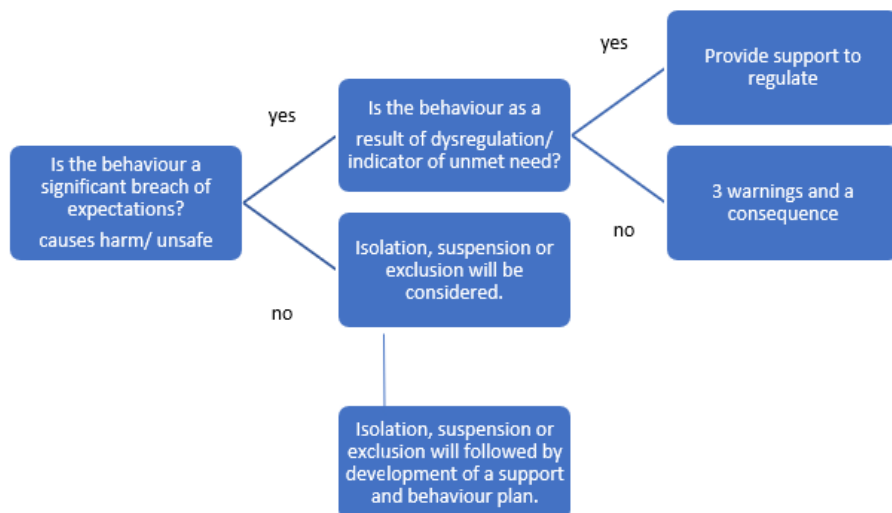 Is the behaviour a
significant breach of
expectations?
causes harm/ unsafe
yes
no
Is the behaviour as a
result of dysregulation/
indicator of unmet need?
Isolation, suspension or
exclusion will be
considered.
Isolation, suspension or
exclusion will followed by
development of a support
and behaviour plan.
yes
no
Provide support to
regulate
3 warnings and a
consequence